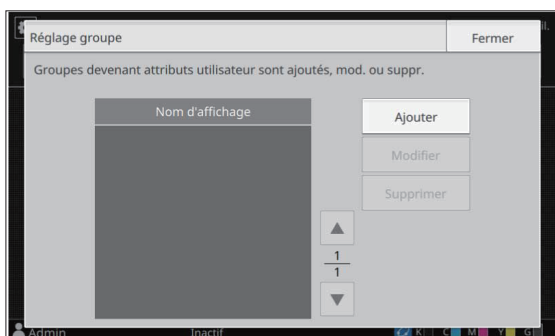 il.
Réglage groupe
Fermer
Groupes devenant attributs utilisateur sont ajoutés, mod. ou suppr.
Nom d'affichage
Ajouter
Modifier
Supprimer
1
1
Admin
Inactif
K
C
M
Y
G